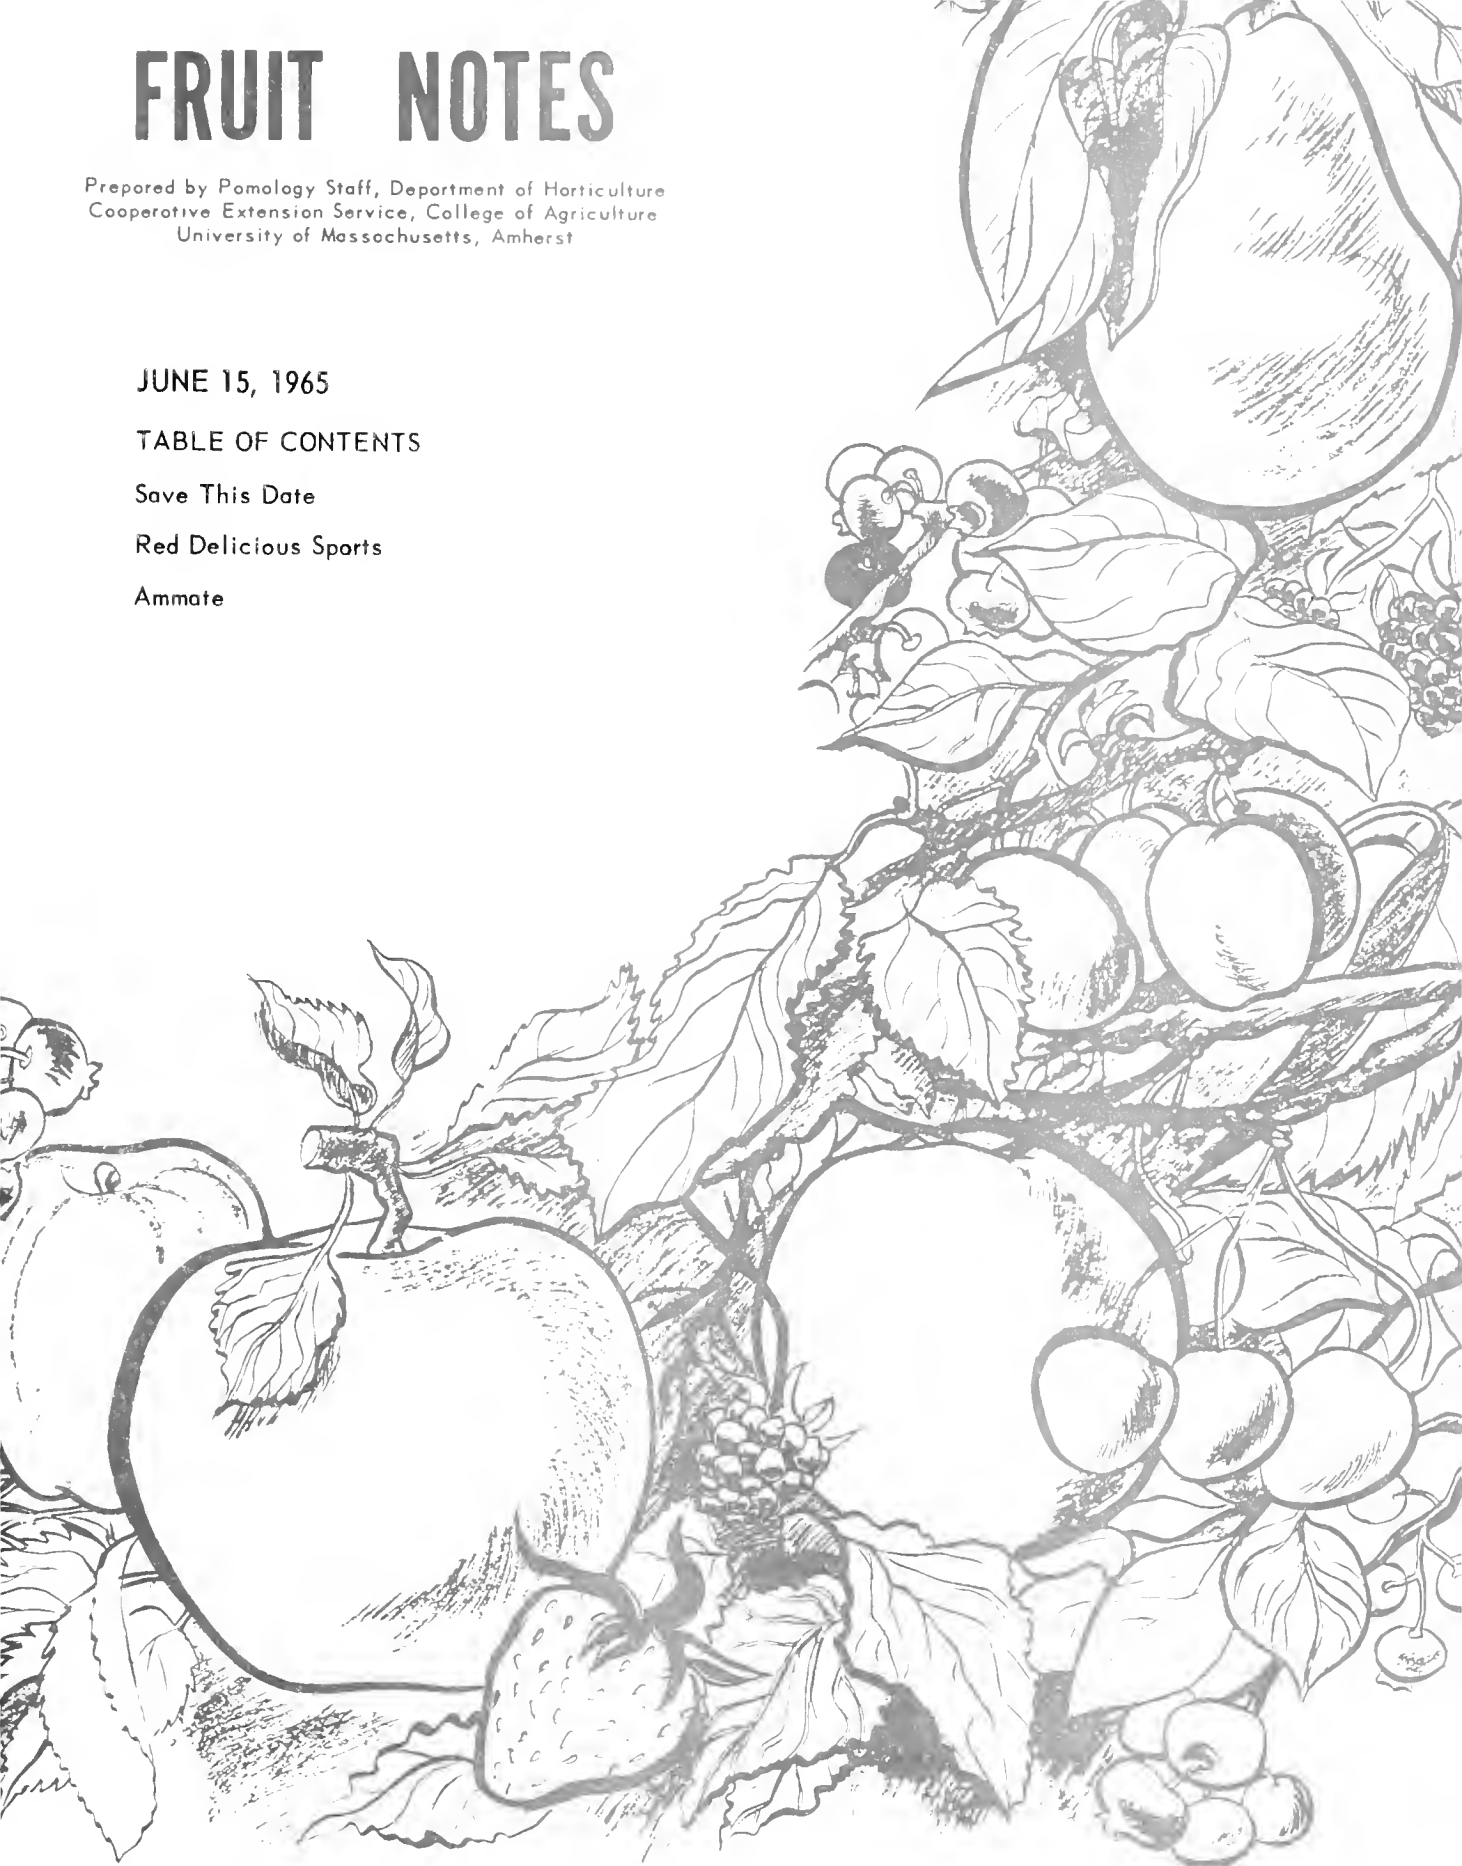 FRUIT NOTES
Prepared by Pomology Staff, Department of Horticulture
Cooperative Extension Service, College of Agriculture
University of Massachusetts, Amherst
JUNE 15, 1965
TABLE OF CONTENTS
Save This Date
Red Delicious Sports
Ammate